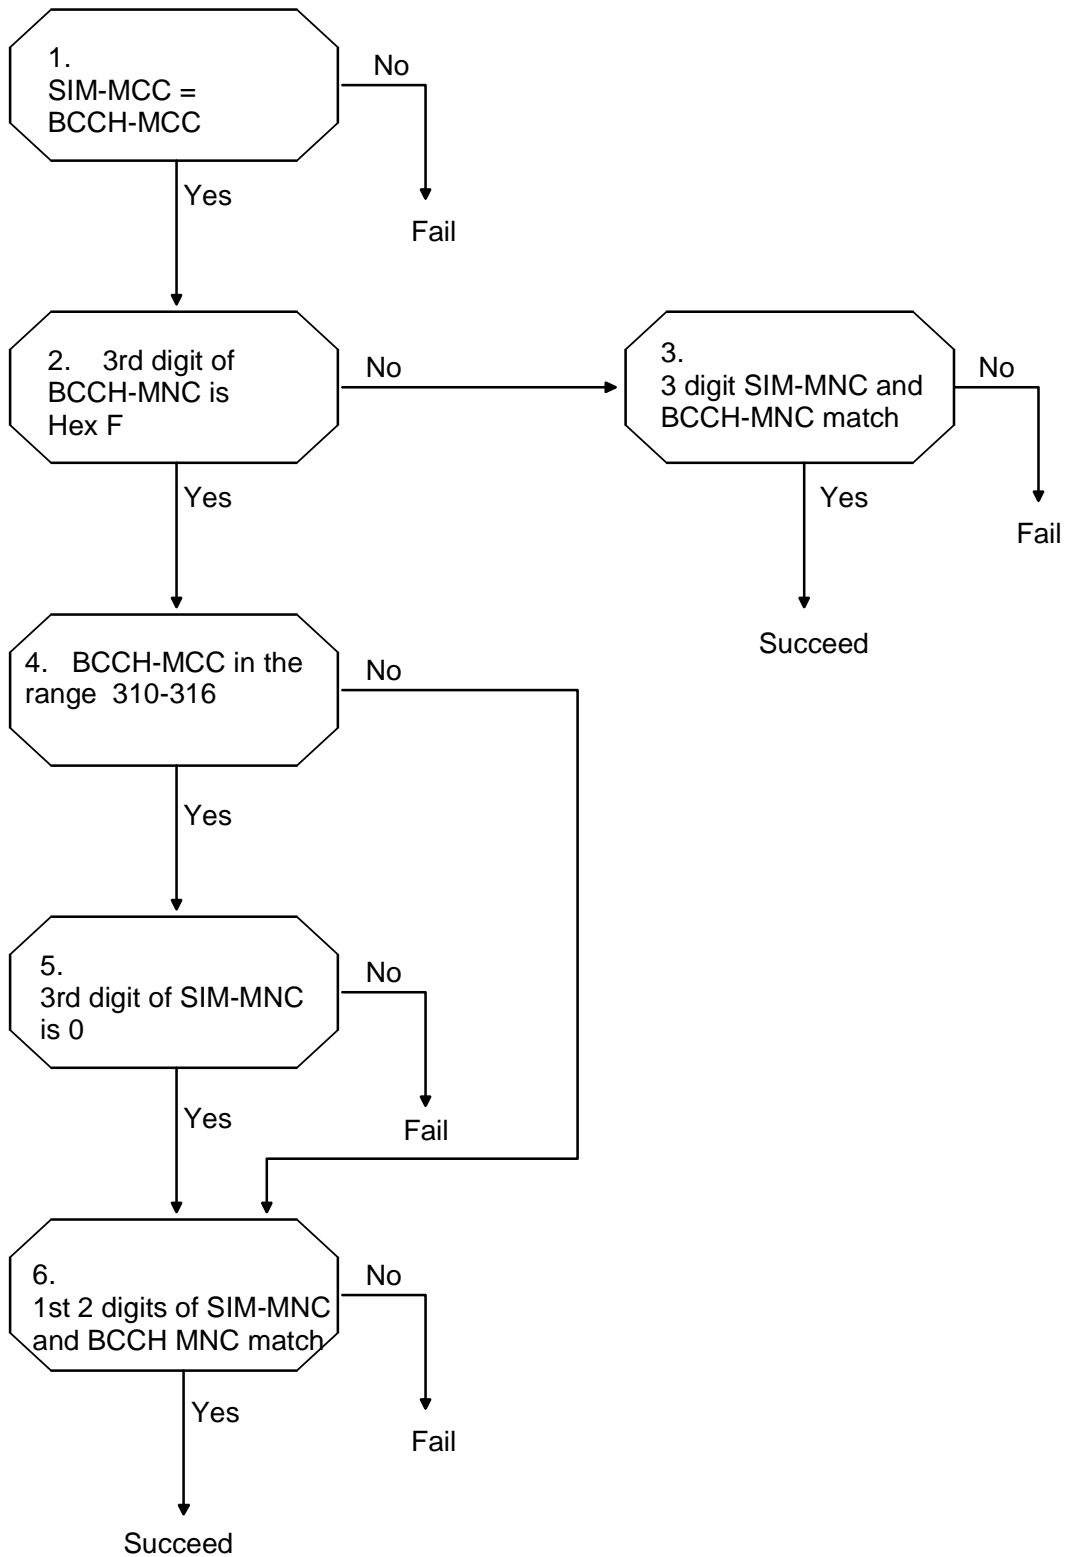 1.
SIM-MCC =
BCCH-MCC
No
Fail
Yes
2. 3rd digit of
BCCH-MNC is
Hex F
No
3.
3 digit SIM-MNC and
BCCH-MNC match
No
Fail
Yes
Succeed
Yes
4. BCCH-MCC in the
range 310-316
No
Yes
5.
3rd digit of SIM-MNC
is 0
No
Fail
Yes
6.
1st 2 digits of SIM-MNC
and BCCH MNC match
No
Fail
Yes
Succeed